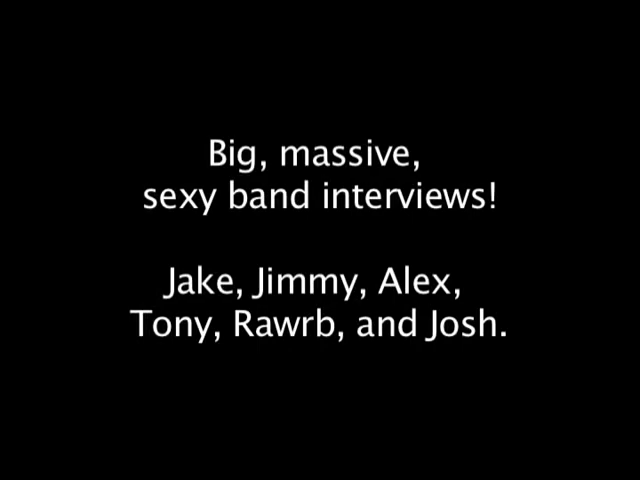 Big, massive,
sexy band interviews!
Jake, Jimmy, Alex,
Tony, Rawrb, and Josh.